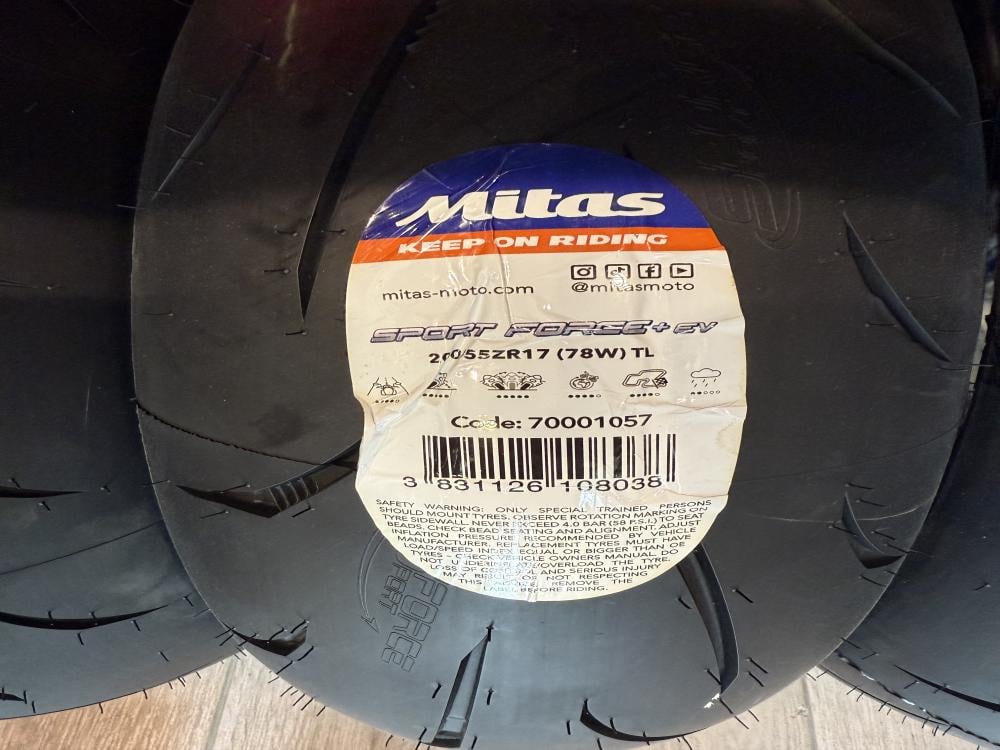 Mitas
KEEP ON RIDING
mitas-moto.com
@mitasmoto
SPORT FORCE+ EV
20055ZR17 (78W) TL
Code: 70001057
3 831126 108038
SAFETY WARNING: ONLY SPECIAL TRAINED PERSONS
SHOULD MOUNT TYRES. OBSERVE ROTATION MARKING ON
TYRE SIDEWALL. NEVER EXCEED 4.0 BAR (58 P.S.I.) TO SEAT
BEADS. CHECK BEAD SEATING AND ALIGNMENT. ADJUST
INFLATION PRESSURE RECOMMENDED BY VEHICLE
MANUFACTURER. REPLACEMENT TYRES MUST HAVE
LOAD/SPEED INDEX EQUAL OR BIGGER THAN OE
TYRES - CHECK VEHICLE OWNERS MANUAL. DO
NOT UNDERINFLATE/OVERLOAD THE TYRE.
LOSS OF CONTROL AND SERIOUS INJURY
MAY RESULT OF NOT RESPECTING
THIS ADVICE. REMOVE THE
LABEL BEFORE RIDING.
FORCE